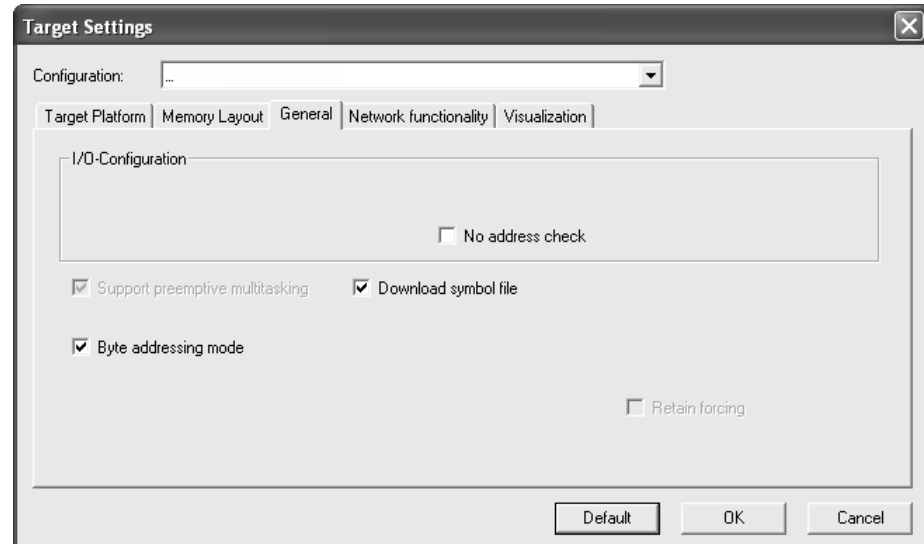 Target Settings
Configuration: ...
Target Platform Memory Layout General Network functionality Visualization
I/O-Configuration
No address check
Support preemptive multitasking Download symbol file
Byte addressing mode
Retain forcing
Default OK Cancel